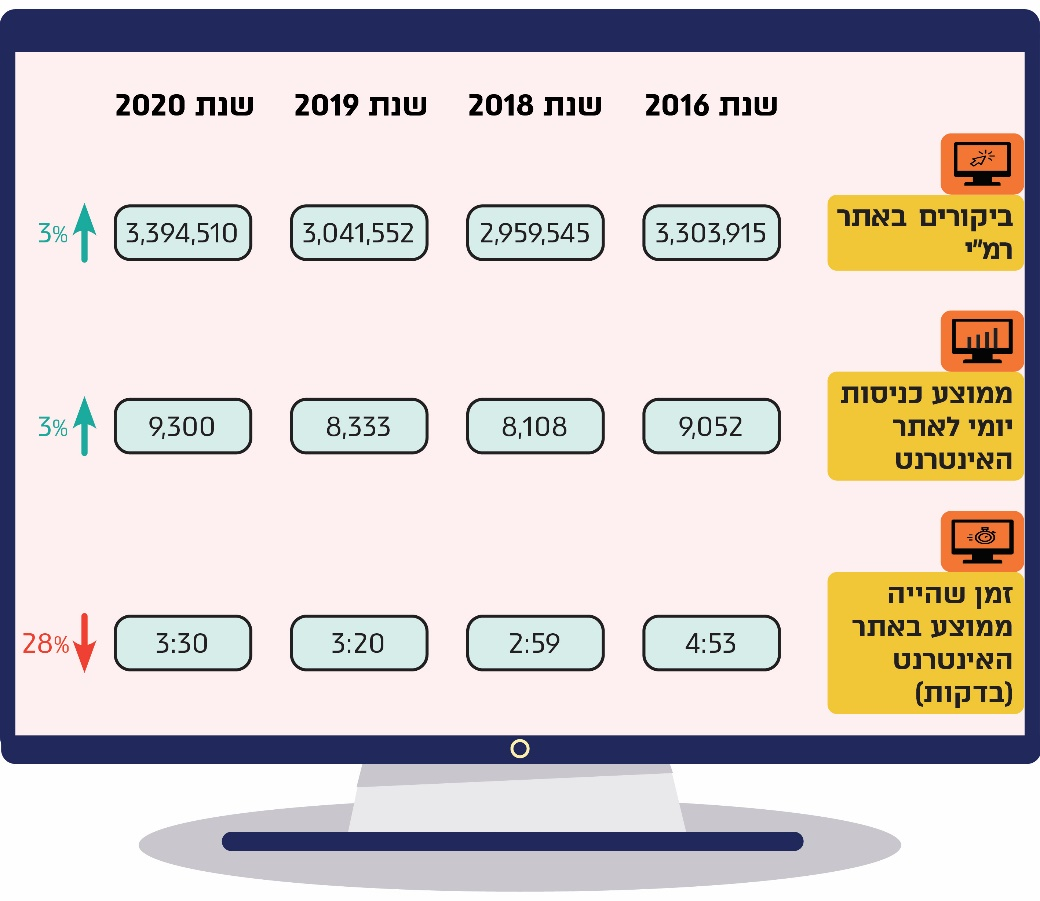 שנת 2016
שנת 2018
שנת 2019
שנת 2020
ביקורים באתר
רמ"י
3,303,915
2,959,545
3,041,552
3,394,510
3%
ממוצע כניסות
יומי לאתר
האינטרנט
9,052
8,108
8,333
9,300
3%
זמן שהייה
ממוצע באתר
האינטרנט
(בדקות)
4:53
2:59
3:20
3:30
28%